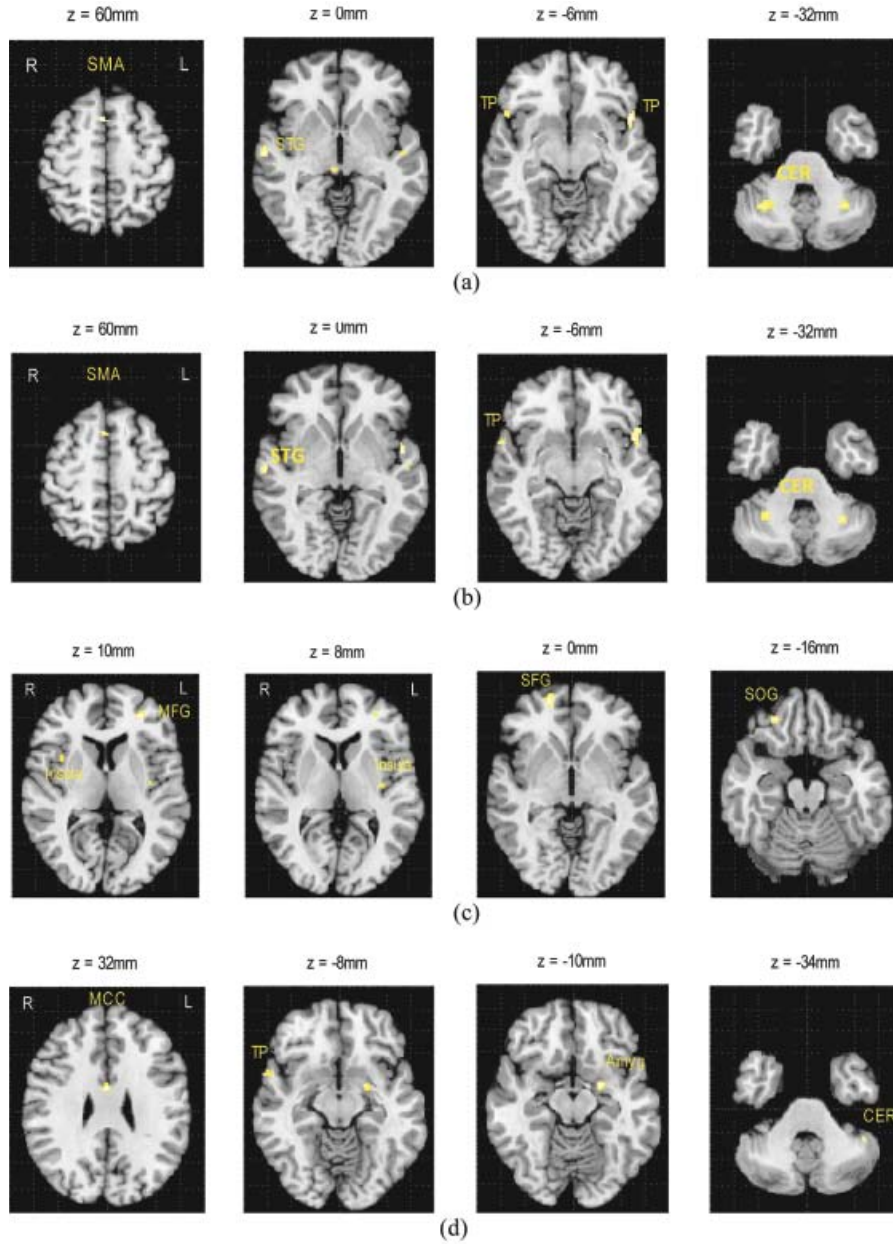 z = 60mm z = 0mm z = -6mm z = -32mm
R SMA L STG TP TP CER
(a)
z = 60mm z = 0mm z = -6mm z = -32mm
R SMA L STG TP CER
(b)
z = 10mm z = 8mm z = 0mm z = -16mm
R L MFG R L Insula SFG SOG
(c)
z = 32mm z = -8mm z = -10mm z = -34mm
R MCC L TP Amyg CER
(d)